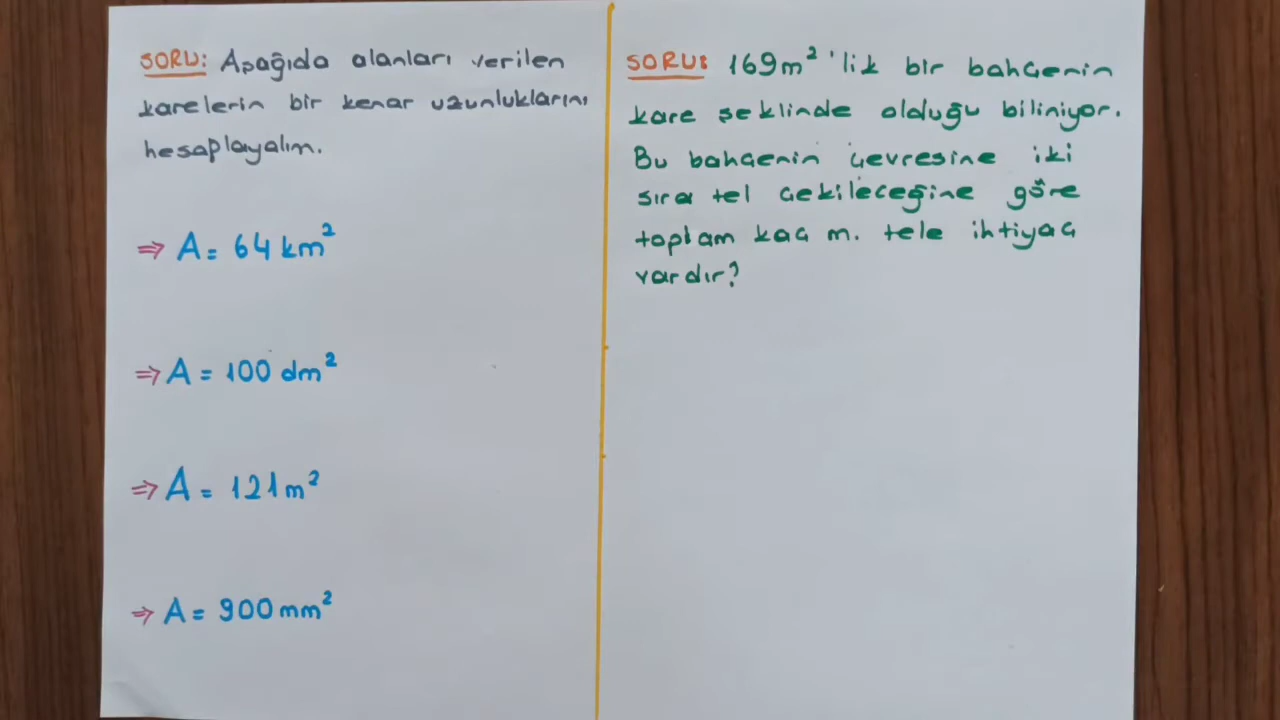 SORU: Aşağıda alanları verilen
karelerin bir kenar uzunluklarını
hesaplayalım.
⇒ A = 64 km²
⇒ A = 100 dm²
⇒ A = 121 m²
⇒ A = 900 mm²
SORU: 169m² 'lik bir bahçenin
kare şeklinde olduğu biliniyor.
Bu bahçenin çevresine iki
sıra tel çekileceğine göre
toplam kaç m. tele ihtiyaç
vardır?